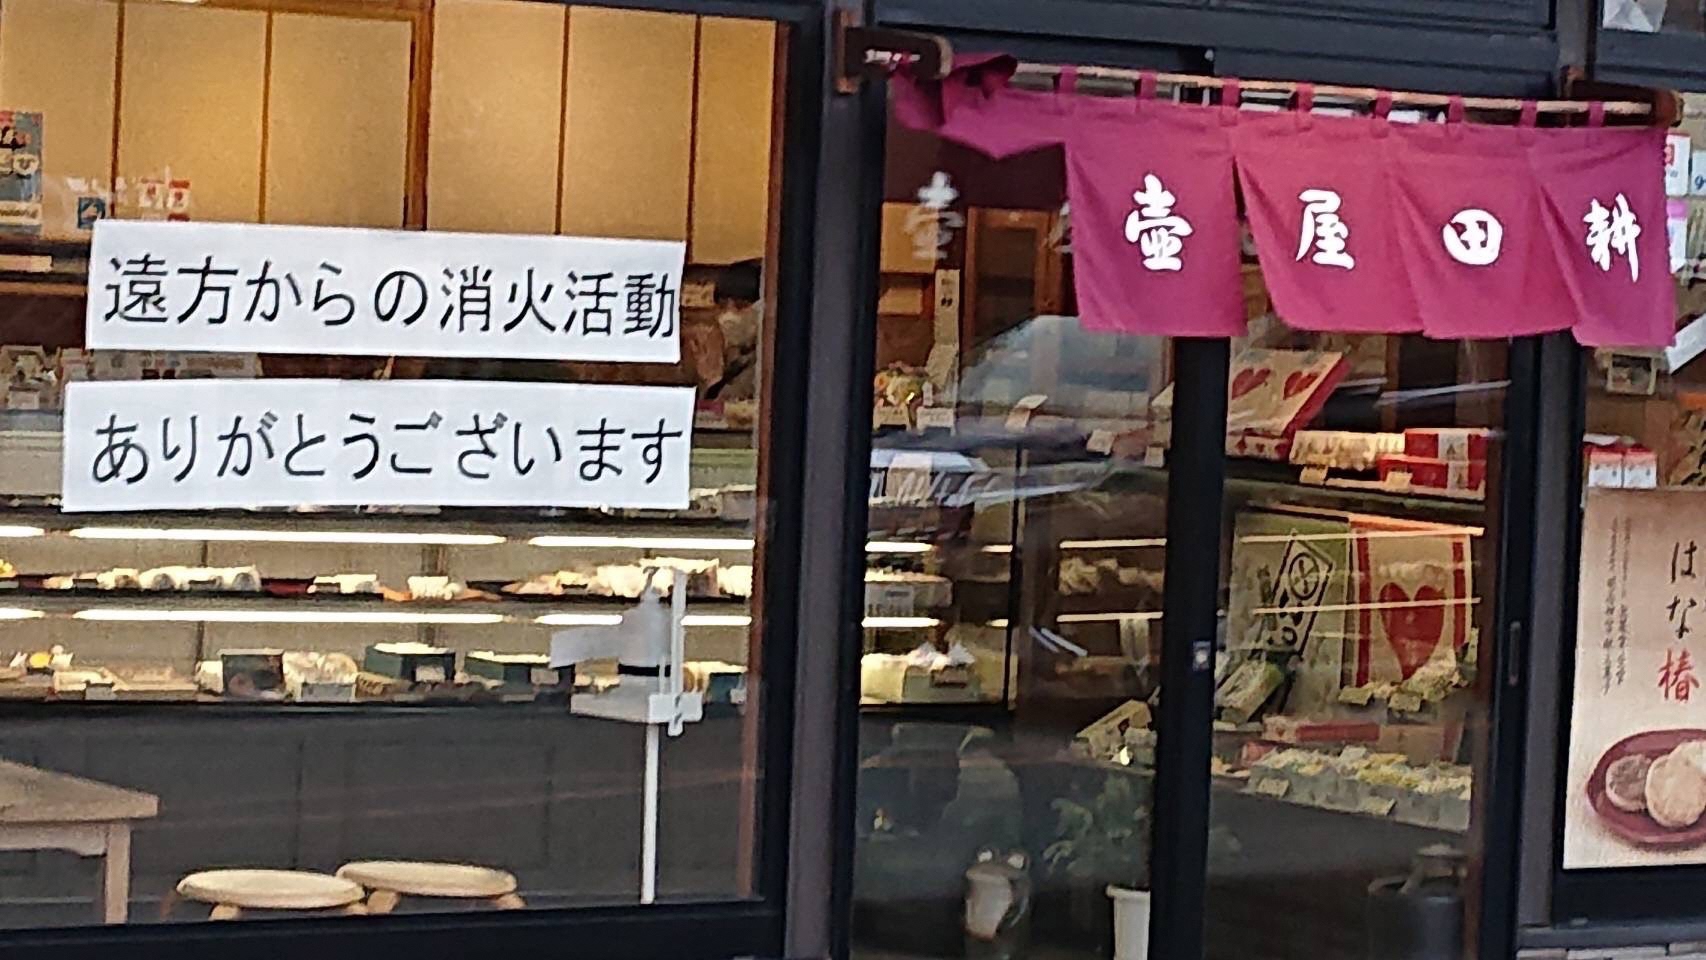 遠方からの消火活動
ありがとうございます
壺屋田耕
はな椿